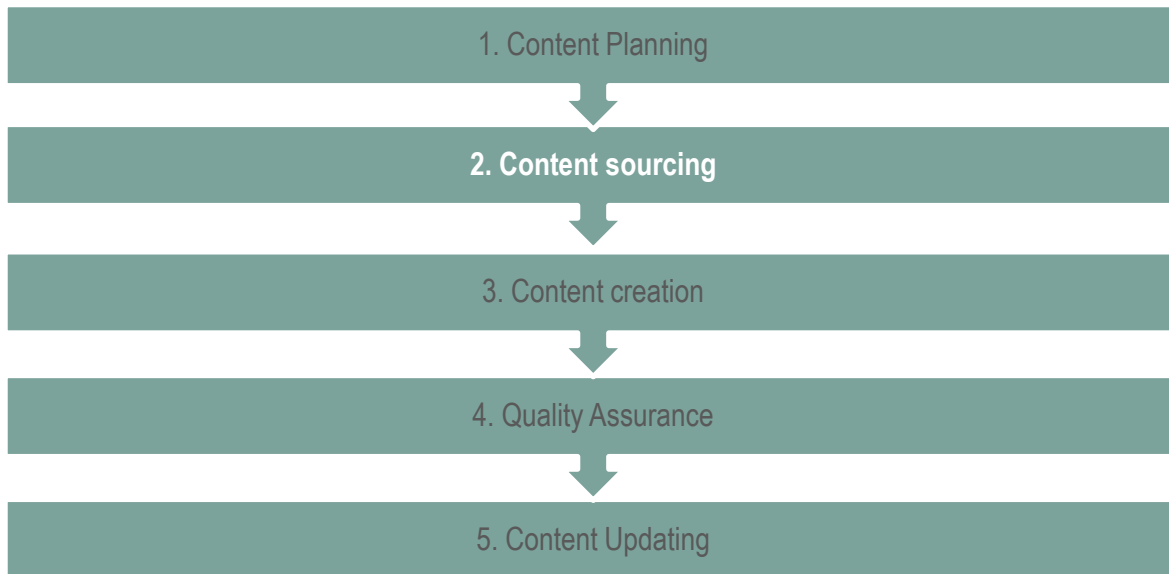 1. Content Planning
2. Content sourcing
3. Content creation
4. Quality Assurance
5. Content Updating